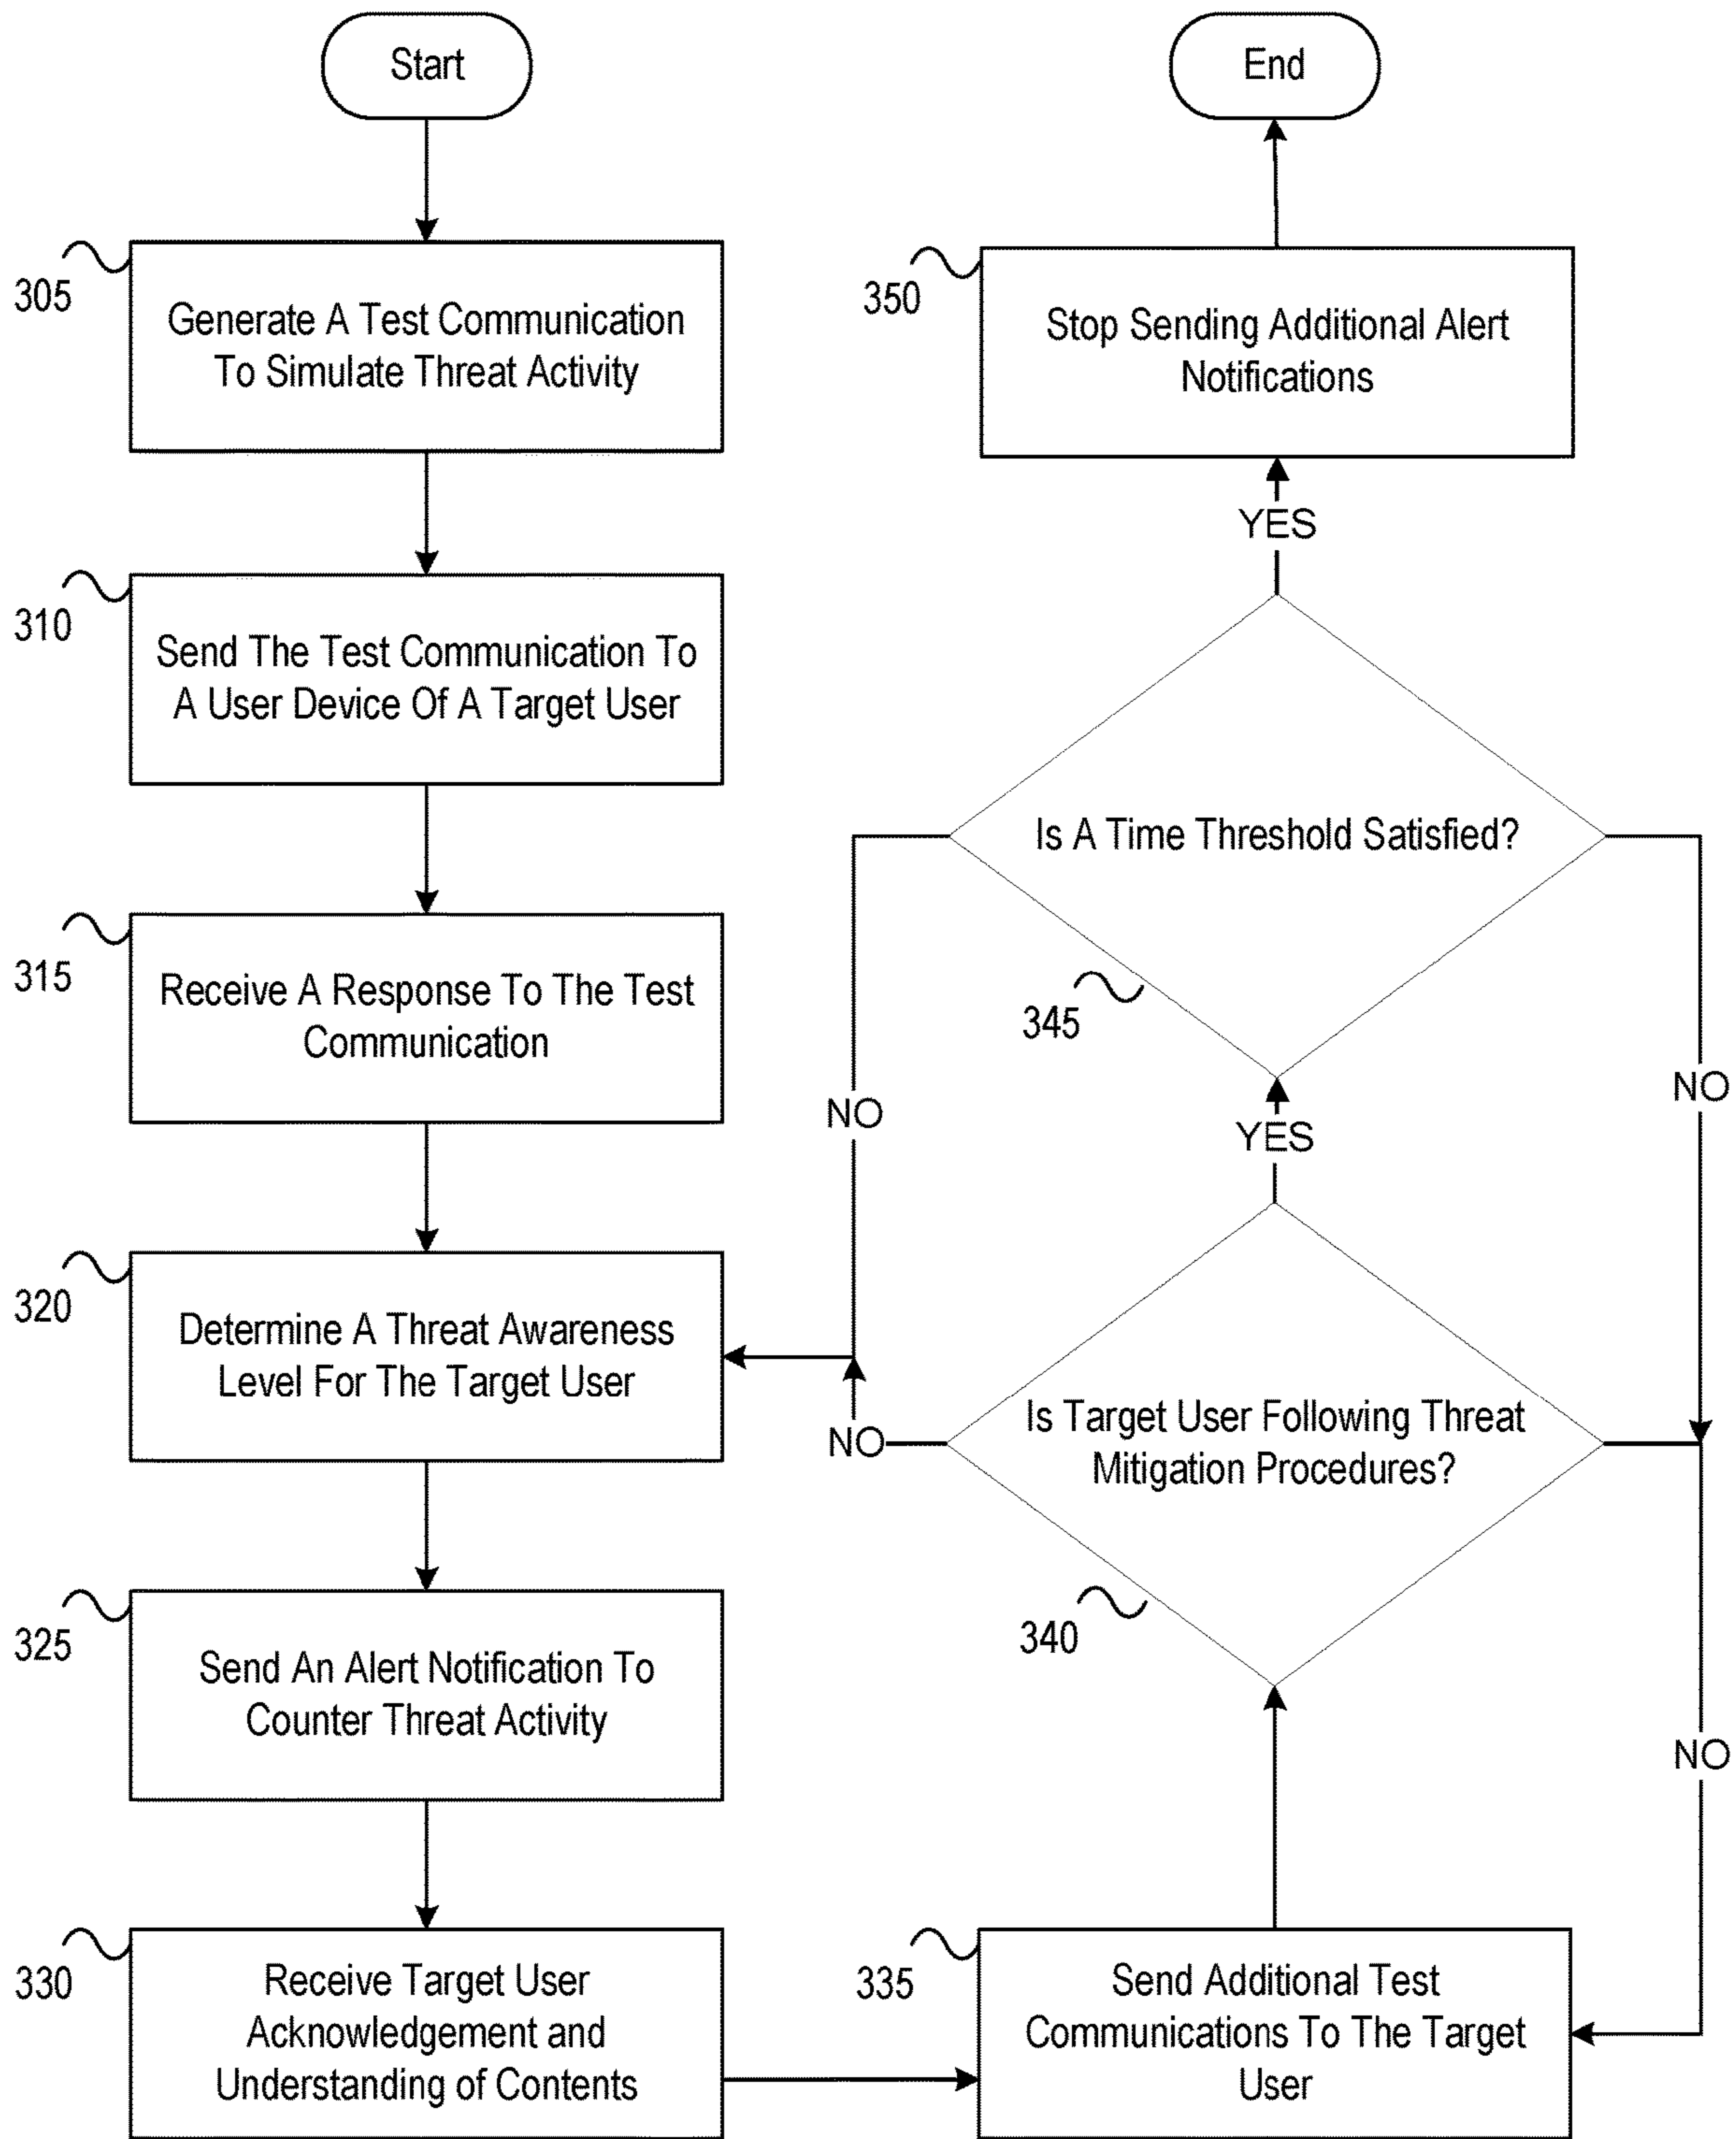 Start
305
Generate A Test Communication
To Simulate Threat Activity
310
Send The Test Communication To
A User Device Of A Target User
315
Receive A Response To The Test
Communication
320
Determine A Threat Awareness
Level For The Target User
325
Send An Alert Notification To
Counter Threat Activity
330
Receive Target User
Acknowledgement and
Understanding of Contents
End
350
Stop Sending Additional Alert
Notifications
YES
Is A Time Threshold Satisfied?
345
NO
NO
YES
Is Target User Following Threat
Mitigation Procedures?
NO
340
NO
335
Send Additional Test
Communications To The Target
User